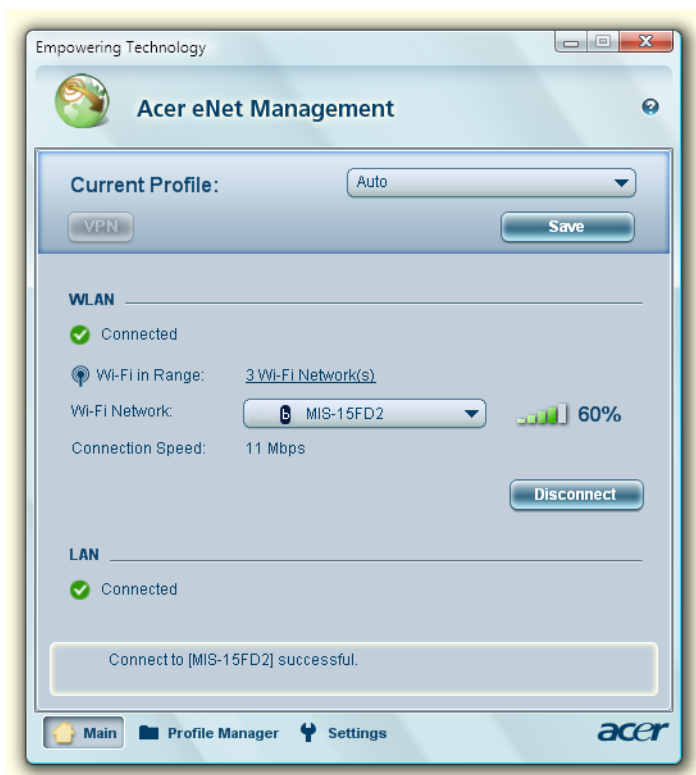 Empowering Technology
Acer eNet Management
Current Profile: Auto
VPN Save
WLAN
Connected
Wi-Fi in Range: 3 Wi-Fi Network(s)
Wi-Fi Network: b MIS-15FD2 60%
Connection Speed: 11 Mbps
Disconnect
LAN
Connected
Connect to [MIS-15FD2] successful.
Main Profile Manager Settings acer